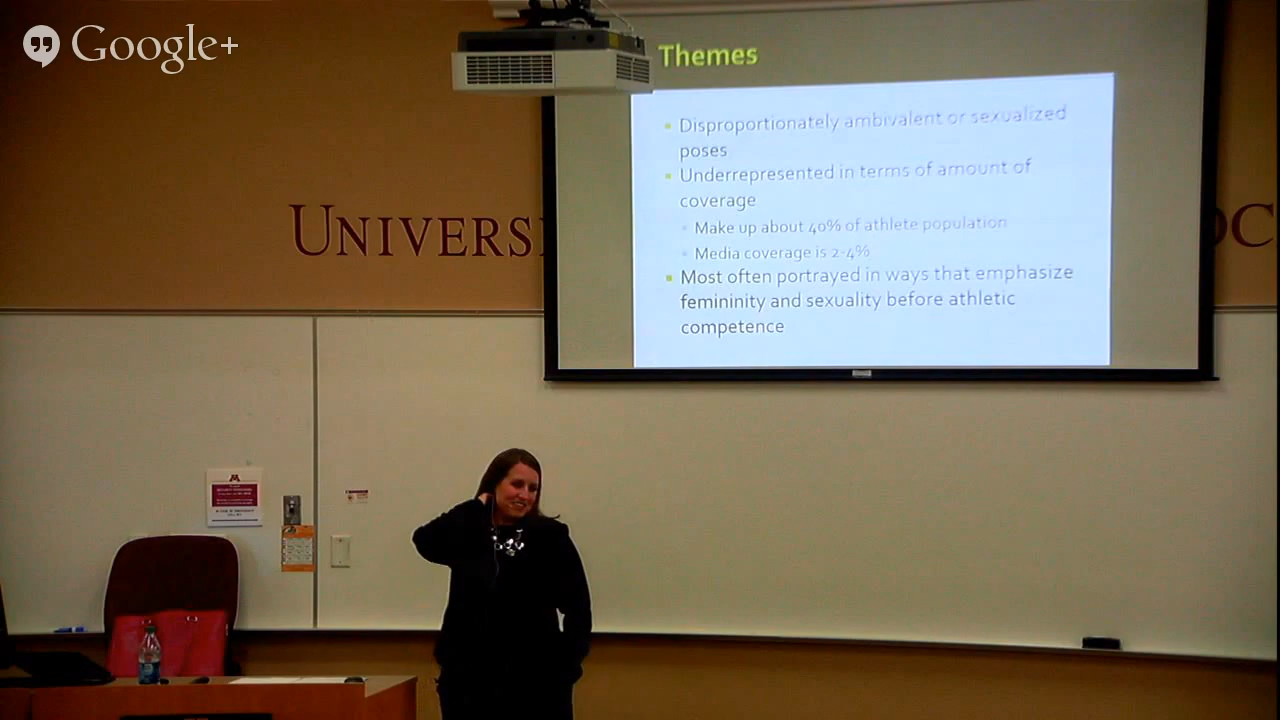 Google+
Themes
Disproportionately ambivalent or sexualized
poses
Underrepresented in terms of amount of
coverage
Make up about 40% of athlete population
Media coverage is 2-4%
Most often portrayed in ways that emphasize
femininity and sexuality before athletic
competence
UNIVERSI
OC